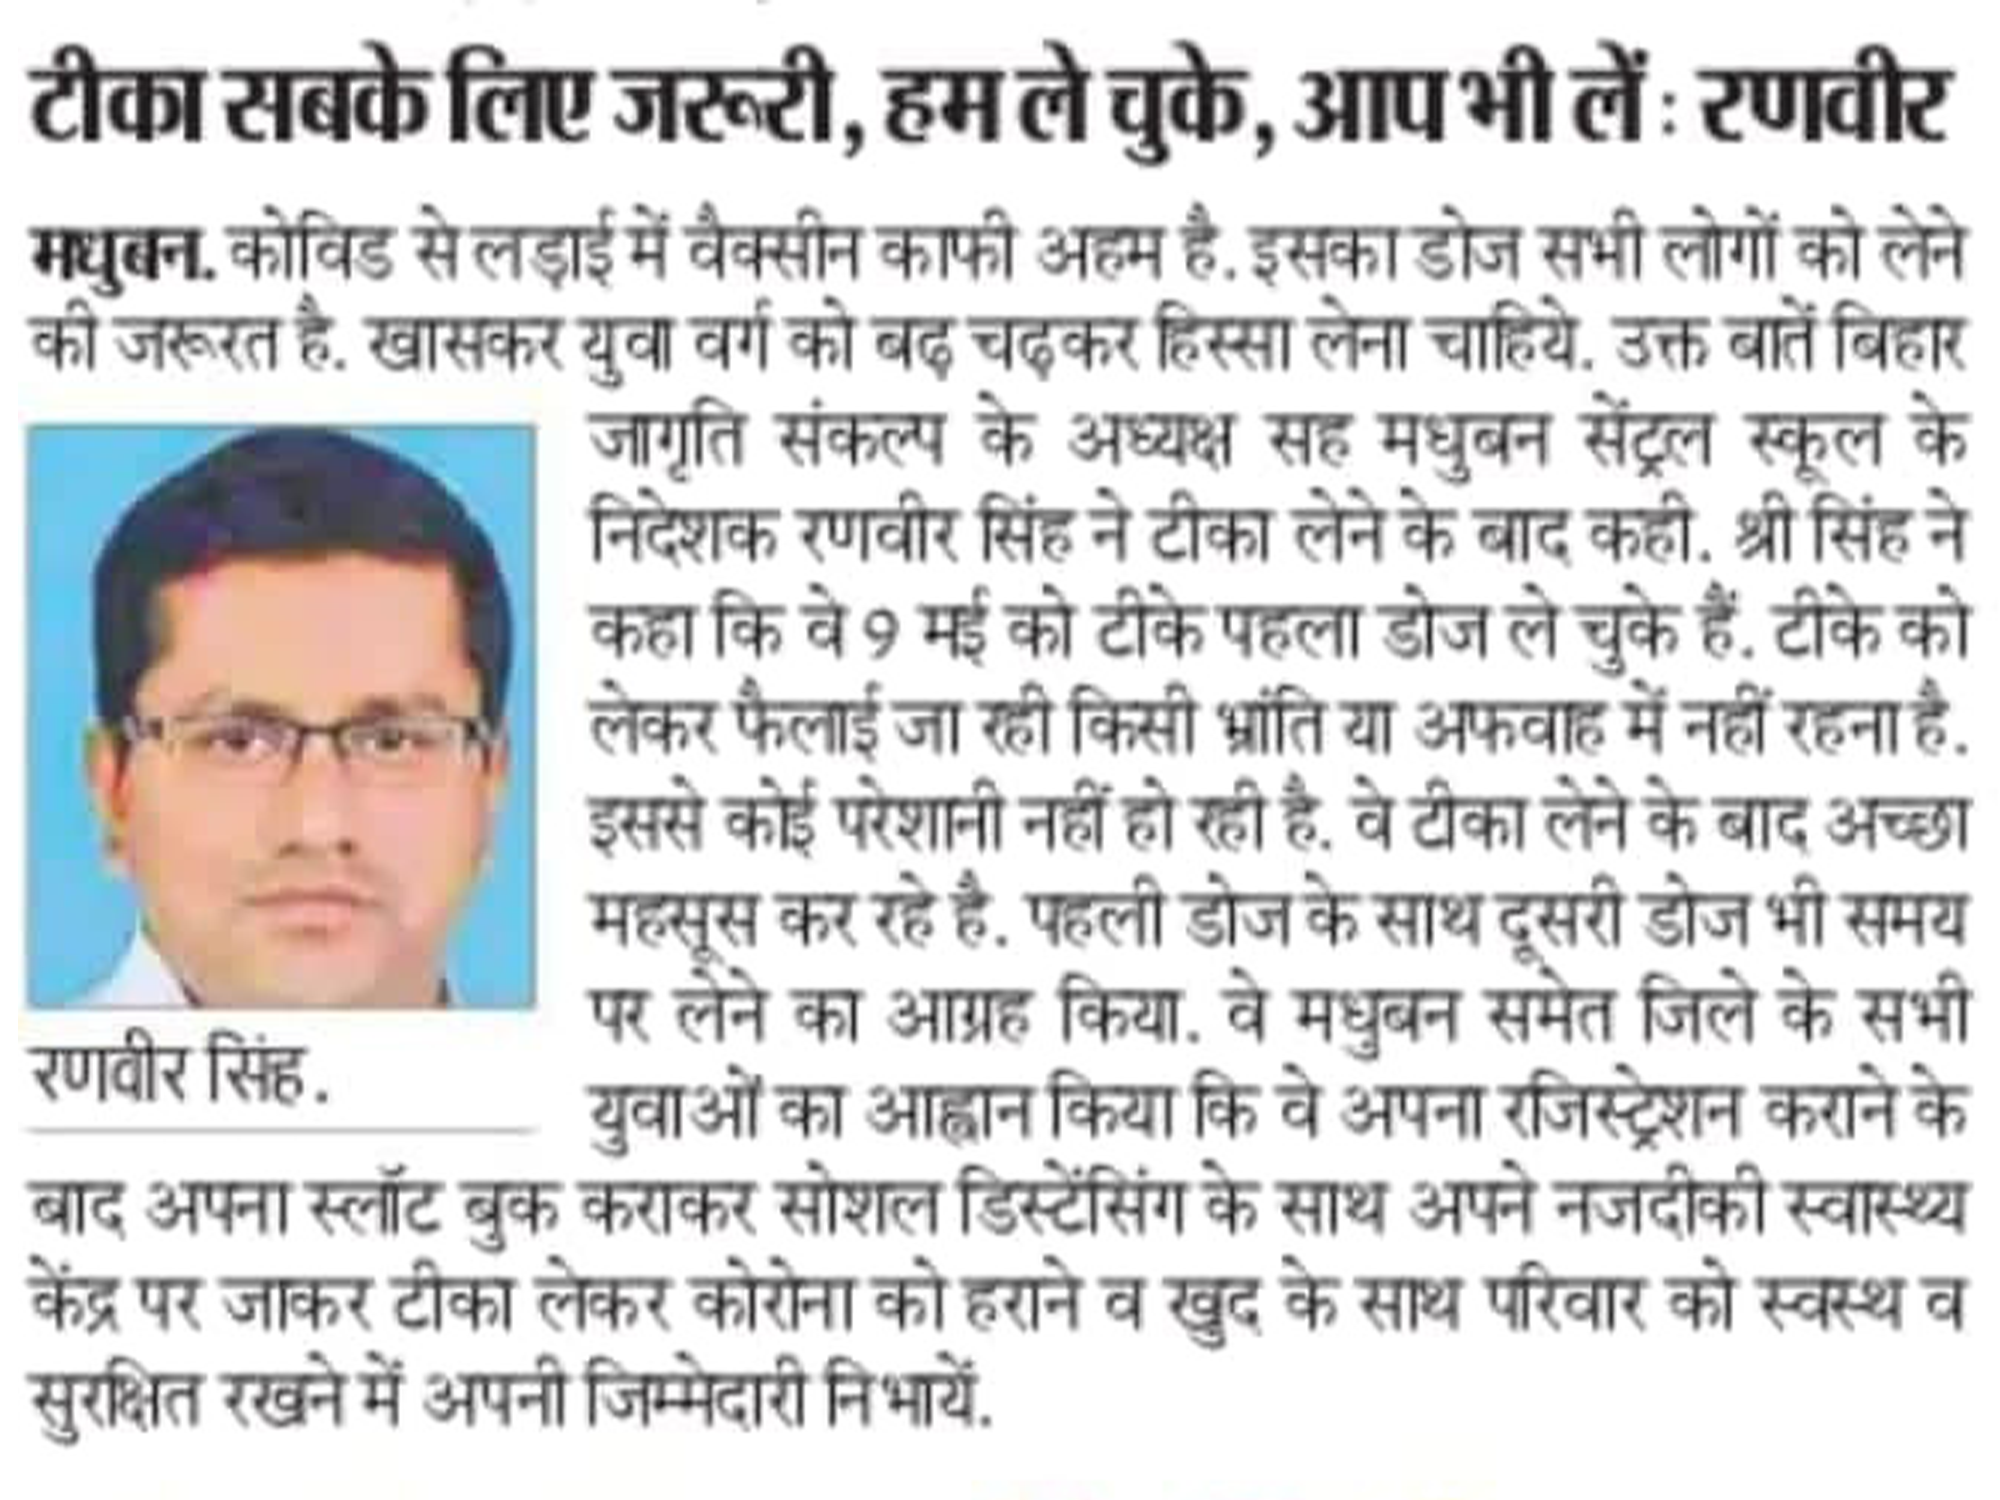 टीका सबके लिए जरूरी, हम ले चुके, आप भी लें : रणवीर
मधुबन. कोविड से लड़ाई में वैक्सीन काफी अहम है. इसका डोज सभी लोगों को लेने
की जरूरत है. खासकर युवा वर्ग को बढ़ चढ़कर हिस्सा लेना चाहिये. उक्त बातें बिहार
जागृति संकल्प के अध्यक्ष सह मधुबन सेंट्रल स्कूल के
निदेशक रणवीर सिंह ने टीका लेने के बाद कही. श्री सिंह ने
कहा कि वे 9 मई को टीके पहला डोज ले चुके हैं. टीके को
लेकर फैलाई जा रही किसी भ्रांति या अफवाह में नहीं रहना है.
इससे कोई परेशानी नहीं हो रही है. वे टीका लेने के बाद अच्छा
महसूस कर रहे है. पहली डोज के साथ दूसरी डोज भी समय
पर लेने का आग्रह किया. वे मधुबन समेत जिले के सभी
युवाओं का आह्वान किया कि वे अपना रजिस्ट्रेशन कराने के
बाद अपना स्लॉट बुक कराकर सोशल डिस्टेंसिंग के साथ अपने नजदीकी स्वास्थ्य
केंद्र पर जाकर टीका लेकर कोरोना को हराने व खुद के साथ परिवार को स्वस्थ व
सुरक्षित रखने में अपनी जिम्मेदारी निभायें.
रणवीर सिंह.